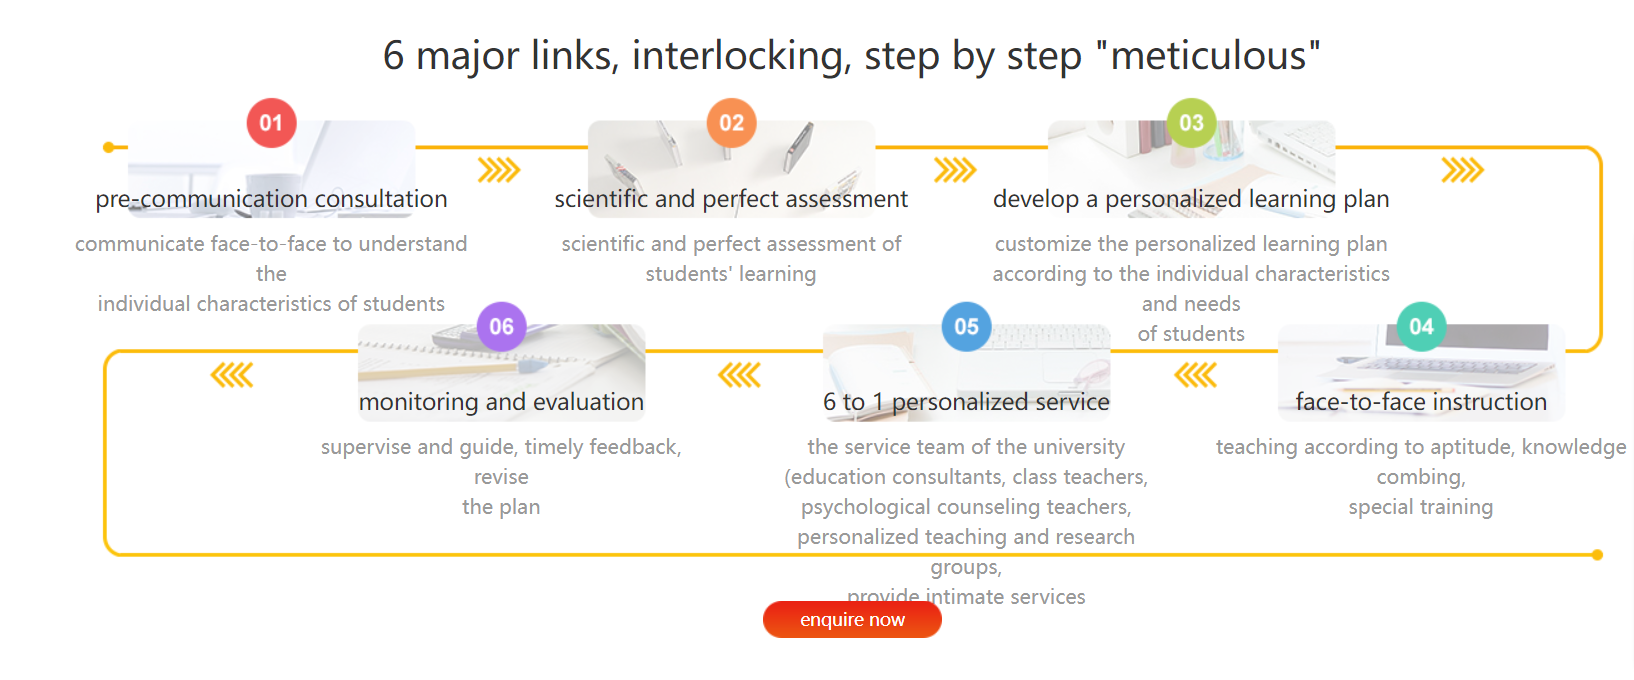 6 major links, interlocking, step by step "meticulous"
01
pre-communication consultation
communicate face-to-face to understand
the
individual characteristics of students
02
scientific and perfect assessment
scientific and perfect assessment of
students' learning
03
develop a personalized learning plan
customize the personalized learning plan
according to the individual characteristics
and needs
of students
04
face-to-face instruction
teaching according to aptitude, knowledge
combing,
special training
05
6 to 1 personalized service
the service team of the university
(education consultants, class teachers,
psychological counseling teachers,
personalized teaching and research
groups,
provide intimate services
06
monitoring and evaluation
supervise and guide, timely feedback,
revise
the plan
enquire now